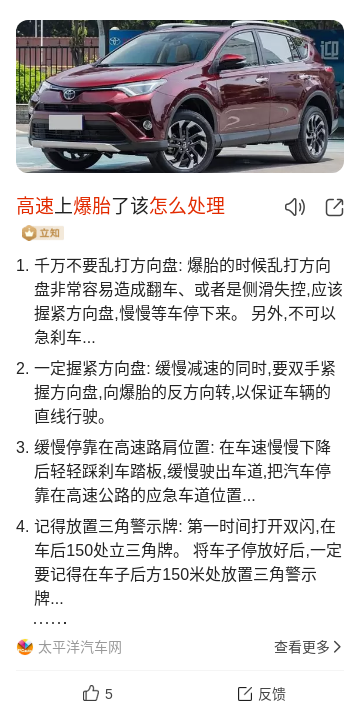 迎
高速上爆胎了该怎么处理
立知
1. 千万不要乱打方向盘: 爆胎的时候乱打方向
盘非常容易造成翻车、或者是侧滑失控,应该
握紧方向盘,慢慢等车停下来。 另外,不可以
急刹车...
2. 一定握紧方向盘: 缓慢减速的同时,要双手紧
握方向盘,向爆胎的反方向转,以保证车辆的
直线行驶。
3. 缓慢停靠在高速路肩位置: 在车速慢慢下降
后轻轻踩刹车踏板,缓慢驶出车道,把汽车停
靠在高速公路的应急车道位置...
4. 记得放置三角警示牌: 第一时间打开双闪,在
车后150处立三角牌。 将车子停放好后,一定
要记得在车子后方150米处放置三角警示
牌...
......
太平洋汽车网
查看更多
5
反馈